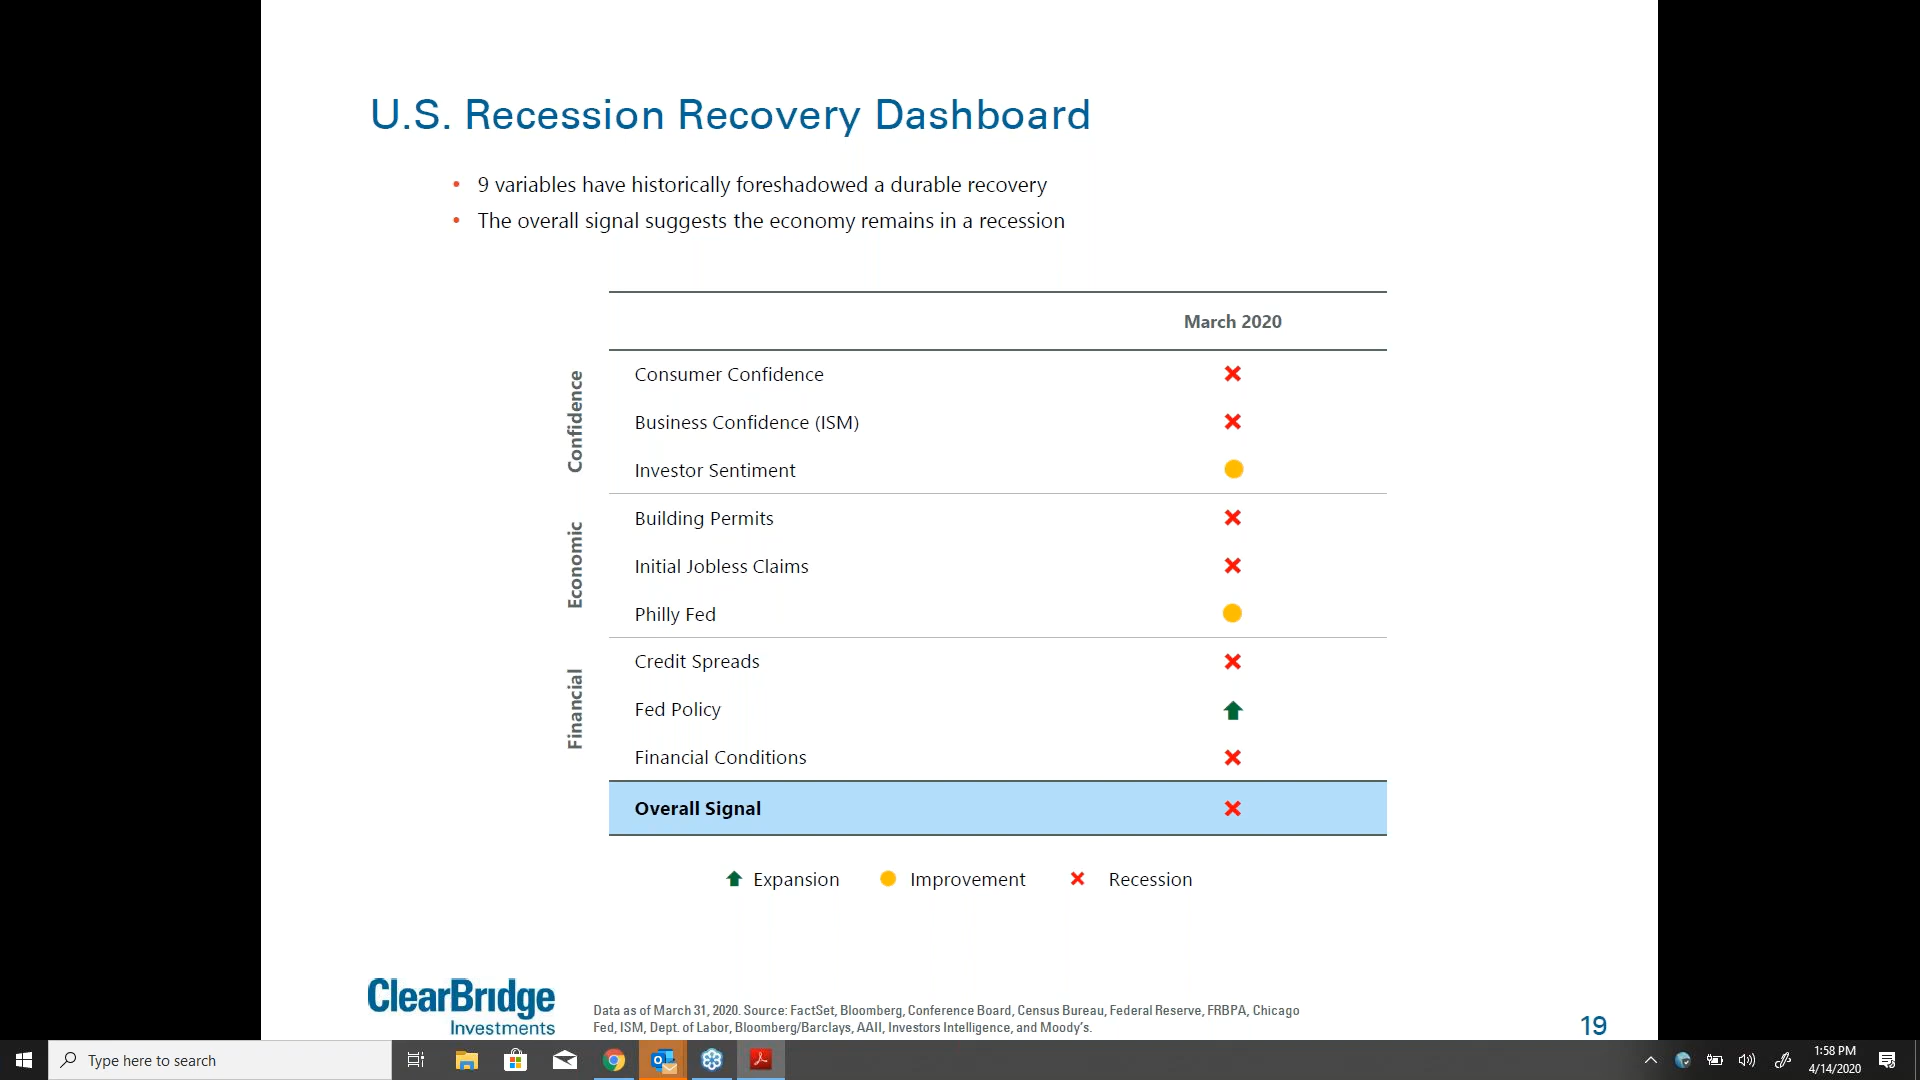 U.S. Recession Recovery Dashboard
• 9 variables have historically foreshadowed a durable recovery
• The overall signal suggests the economy remains in a recession
March 2020
Confidence
Consumer Confidence
Business Confidence (ISM)
Investor Sentiment
Economic
Building Permits
Initial Jobless Claims
Philly Fed
Financial
Credit Spreads
Fed Policy
Financial Conditions
Overall Signal
Expansion Improvement Recession
ClearBridge
Investments
Data as of March 31, 2020. Source: FactSet, Bloomberg, Conference Board, Census Bureau, Federal Reserve, FRBPA, Chicago
Fed, ISM, Dept. of Labor, Bloomberg/Barclays, AAII, Investors Intelligence, and Moody's.
19
Type here to search
1:58 PM
4/14/2020